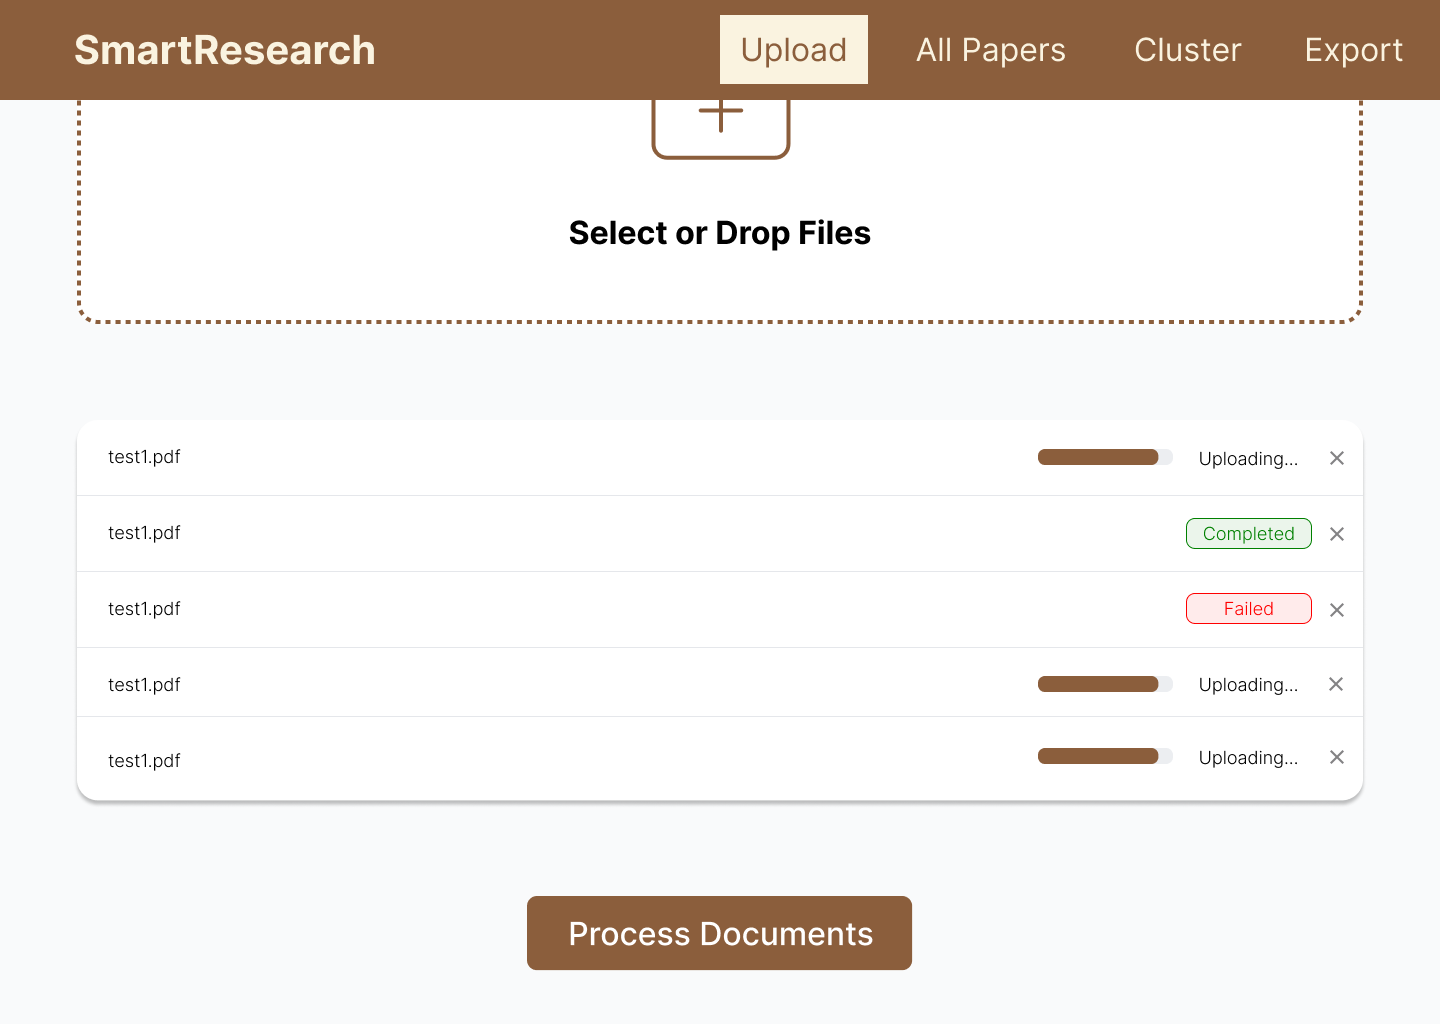 SmartResearch
Upload
All Papers
Cluster
Export
Select or Drop Files
test1.pdf
Uploading...
test1.pdf
Completed
test1.pdf
Failed
test1.pdf
Uploading...
test1.pdf
Uploading...
Process Documents